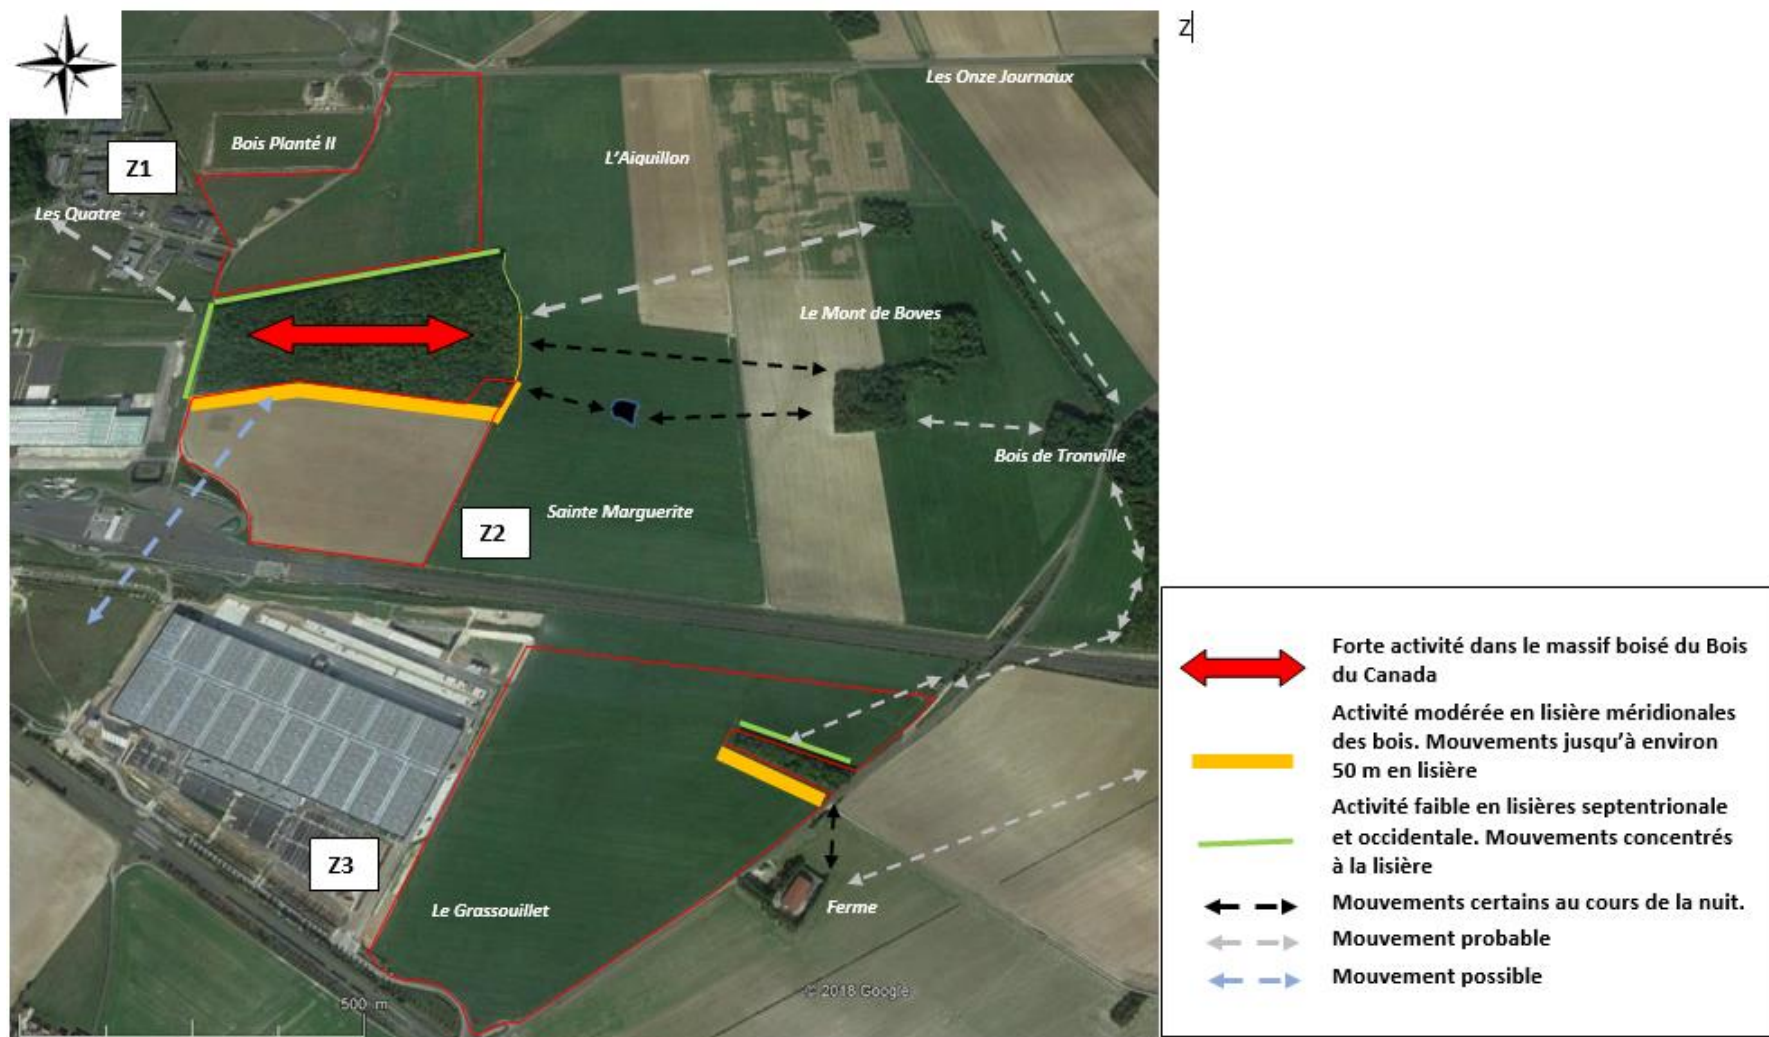 Z
Les Onze Journaux
Bois Planté II
L'Aiguillon
Z1
Les Quatre
Le Mont de Boves
Bois de Tronville
Sainte Marguerite
Z2
Z3
Le Grassouillet
Ferme
© 2018 Google
500 m
Forte activité dans le massif boisé du Bois
du Canada
Activité modérée en lisière méridionales
des bois. Mouvements jusqu'à environ
50 m en lisière
Activité faible en lisières septentrionale
et occidentale. Mouvements concentrés
à la lisière
Mouvements certains au cours de la nuit.
Mouvement probable
Mouvement possible